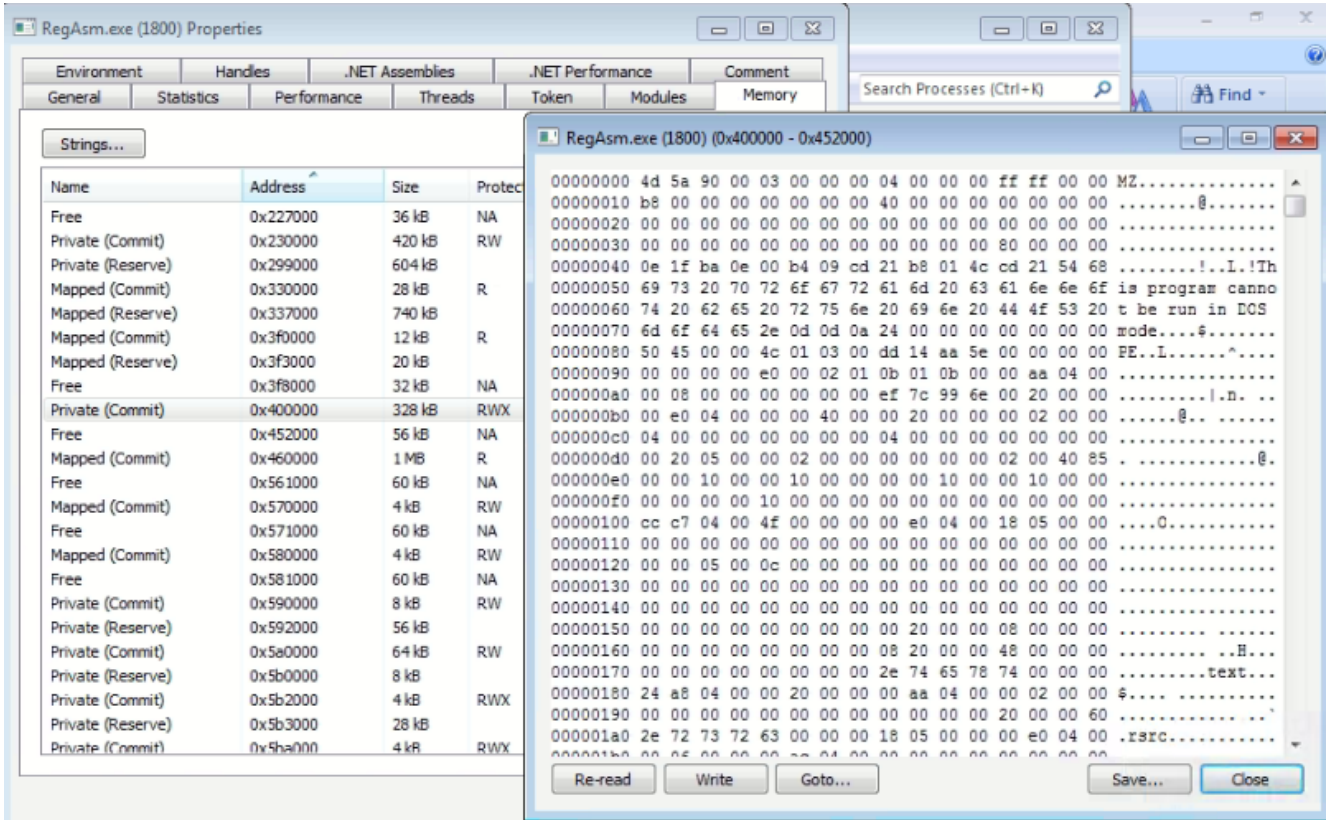 RegAsm.exe (1800) Properties
Environment Handles .NET Assemblies .NET Performance Comment
General Statistics Performance Threads Token Modules Memory
Search Processes (Ctrl+K)
Find
Strings...
Name Address Size Protec
Free 0x227000 36 kB NA
Private (Commit) 0x230000 420 kB RW
Private (Reserve) 0x299000 604 kB
Mapped (Commit) 0x330000 28 kB R
Mapped (Reserve) 0x337000 740 kB
Mapped (Commit) 0x3f0000 12 kB R
Mapped (Reserve) 0x3f3000 20 kB
Free 0x3f8000 32 kB NA
Private (Commit) 0x400000 328 kB RWX
Free 0x452000 56 kB NA
Mapped (Commit) 0x460000 1 MB R
Free 0x561000 60 kB NA
Mapped (Commit) 0x570000 4 kB RW
Free 0x571000 60 kB NA
Mapped (Commit) 0x580000 4 kB RW
Free 0x581000 60 kB NA
Private (Commit) 0x590000 8 kB RW
Private (Reserve) 0x592000 56 kB
Private (Commit) 0x5a0000 64 kB RW
Private (Reserve) 0x5b0000 8 kB
Private (Commit) 0x5b2000 4 kB RWX
Private (Reserve) 0x5b3000 28 kB
Private (Commit) 0x5ba000 4 kB RWX
RegAsm.exe (1800) (0x400000 - 0x452000)
00000000 4d 5a 90 00 03 00 00 00 04 00 00 00 ff ff 00 00 MZ..............
00000010 b8 00 00 00 00 00 00 00 40 00 00 00 00 00 00 00 ........@.......
00000020 00 00 00 00 00 00 00 00 00 00 00 00 00 00 00 00 ................
00000030 00 00 00 00 00 00 00 00 00 00 00 00 80 00 00 00 ................
00000040 0e 1f ba 0e 00 b4 09 cd 21 b8 01 4c cd 21 54 68 ........!..L.!Th
00000050 69 73 20 70 72 6f 67 72 61 6d 20 63 61 6e 6e 6f is program canno
00000060 74 20 62 65 20 72 75 6e 20 69 6e 20 44 4f 53 20 t be run in DOS
00000070 6d 6f 64 65 2e 0d 0d 0a 24 00 00 00 00 00 00 00 mode....$.......
00000080 50 45 00 00 4c 01 03 00 dd 14 aa 5e 00 00 00 00 PE..L......^....
00000090 00 00 00 00 e0 00 02 01 0b 01 0b 00 00 aa 04 00 ................
000000a0 00 08 00 00 00 00 00 00 ef 7c 99 6e 00 20 00 00 .........|.n. ..
000000b0 00 e0 04 00 00 00 40 00 00 20 00 00 00 02 00 00 ......@.. ......
000000c0 04 00 00 00 00 00 00 00 04 00 00 00 00 00 00 00 ................
000000d0 00 20 05 00 00 02 00 00 00 00 00 00 02 00 40 85 . ............@.
000000e0 00 00 10 00 00 10 00 00 00 00 10 00 00 10 00 00 ................
000000f0 00 00 00 00 10 00 00 00 00 00 00 00 00 00 00 00 ................
00000100 cc c7 04 00 4f 00 00 00 00 e0 04 00 18 05 00 00 ....O...........
00000110 00 00 00 00 00 00 00 00 00 00 00 00 00 00 00 00 ................
00000120 00 00 05 00 0c 00 00 00 00 00 00 00 00 00 00 00 ................
00000130 00 00 00 00 00 00 00 00 00 00 00 00 00 00 00 00 ................
00000140 00 00 00 00 00 00 00 00 00 00 00 00 00 00 00 00 ................
00000150 00 00 00 00 00 00 00 00 00 20 00 00 08 00 00 00 ......... ......
00000160 00 00 00 00 00 00 00 00 08 20 00 00 48 00 00 00 ......... ..H...
00000170 00 00 00 00 00 00 00 00 2e 74 65 78 74 00 00 00 .........text...
00000180 24 a8 04 00 00 20 00 00 00 aa 04 00 00 02 00 00 $.... ..........
00000190 00 00 00 00 00 00 00 00 00 00 00 00 20 00 00 60 ............ ..`
000001a0 2e 72 73 72 63 00 00 00 18 05 00 00 00 e0 04 00 .rsrc...........
Re-read Write Goto... Save... Close